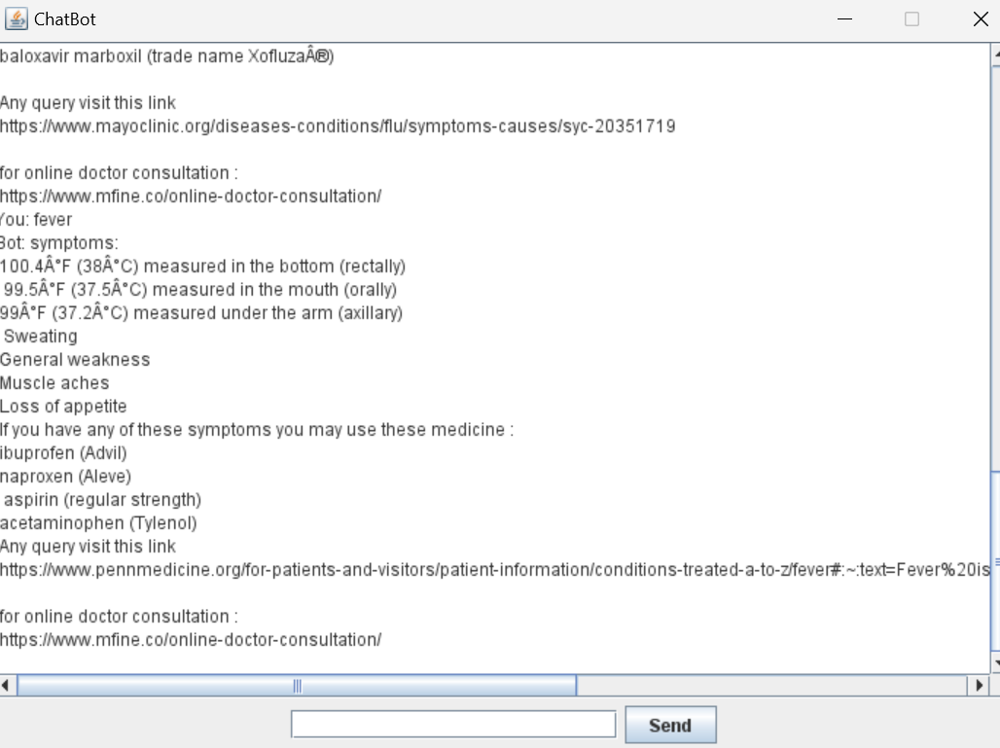 ChatBot
baloxavir marboxil (trade name XofluzaÂ®)
Any query visit this link
https://www.mayoclinic.org/diseases-conditions/flu/symptoms-causes/syc-20351719
for online doctor consultation :
https://www.mfine.co/online-doctor-consultation/
You: fever
Bot: symptoms:
100.4Â°F (38Â°C) measured in the bottom (rectally)
99.5Â°F (37.5Â°C) measured in the mouth (orally)
99Â°F (37.2Â°C) measured under the arm (axillary)
Sweating
General weakness
Muscle aches
Loss of appetite
If you have any of these symptoms you may use these medicine :
ibuprofen (Advil)
naproxen (Aleve)
aspirin (regular strength)
acetaminophen (Tylenol)
Any query visit this link
https://www.pennmedicine.org/for-patients-and-visitors/patient-information/conditions-treated-a-to-z/fever#:~:text=Fever%20is
for online doctor consultation :
https://www.mfine.co/online-doctor-consultation/
Send